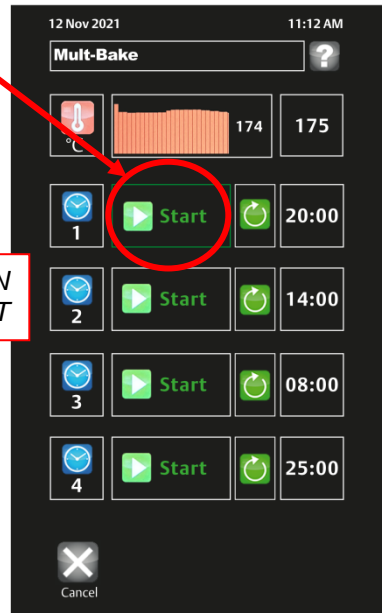 12 Nov 2021 11:12 AM
Mult-Bake ?
°C 174 175
1 Start 20:00
N
T
2 Start 14:00
3 Start 08:00
4 Start 25:00
Cancel